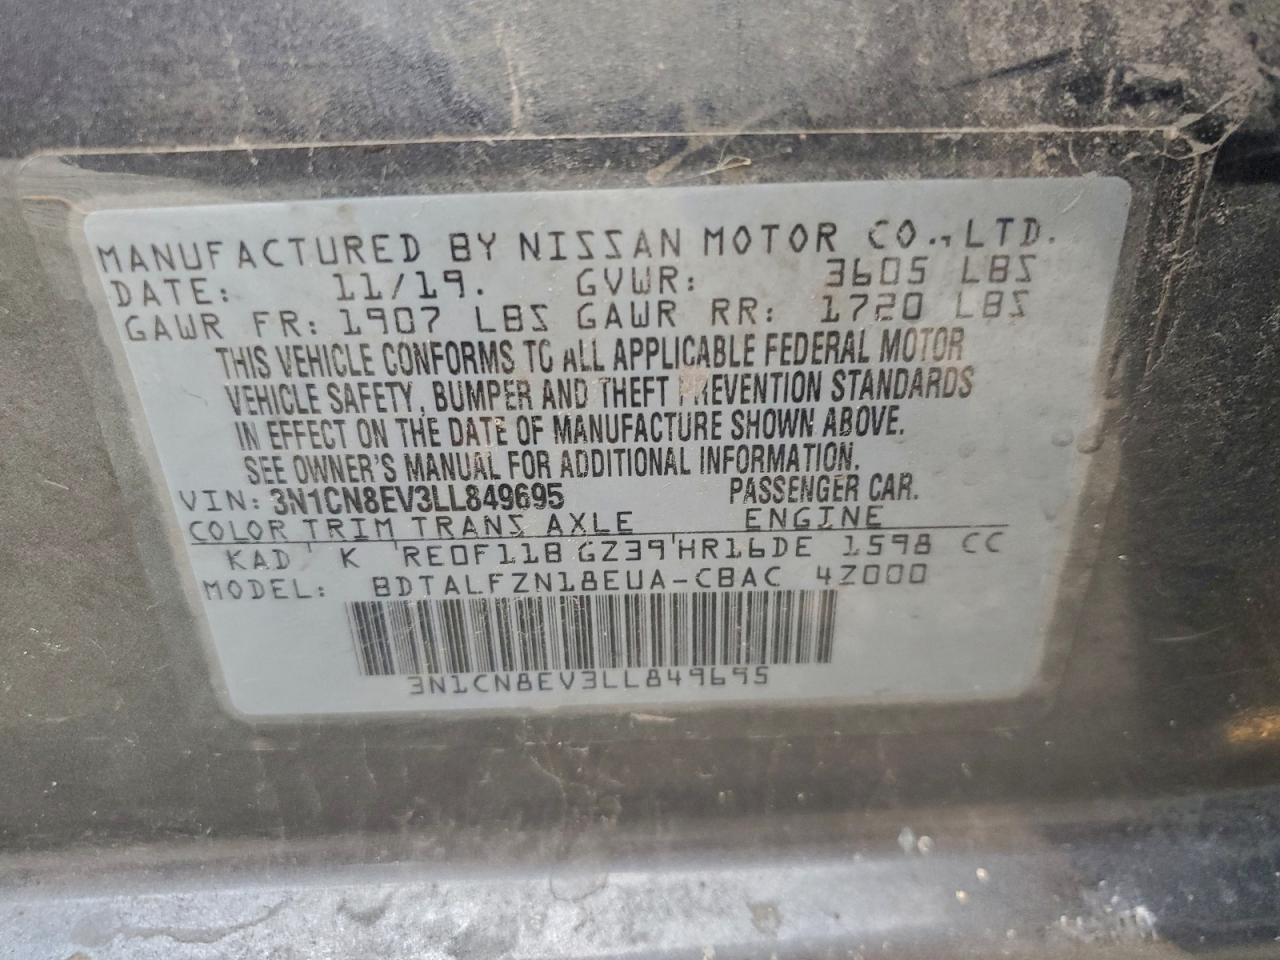 MANUFACTURED BY NISSAN MOTOR CO., LTD.
DATE: 11/19. GVWR: 3605 LBS
GAWR FR: 1907 LBS GAWR RR: 1720 LBS
THIS VEHICLE CONFORMS TO ALL APPLICABLE FEDERAL MOTOR
VEHICLE SAFETY, BUMPER AND THEFT PREVENTION STANDARDS
IN EFFECT ON THE DATE OF MANUFACTURE SHOWN ABOVE.
SEE OWNER'S MANUAL FOR ADDITIONAL INFORMATION.
VIN: 3N1CN8EV3LL849695 PASSENGER CAR.
COLOR TRIM TRANS AXLE ENGINE
KAD K RE0F11B GZ39 HR16DE 1598 CC
MODEL: BDTALFZN18EUA-CBAC 4Z000
3N1CN8EV3LL849695